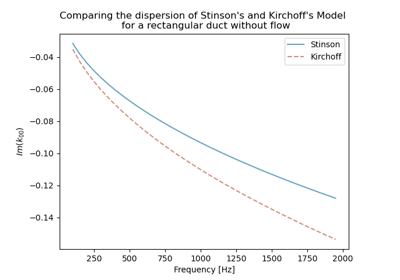 Comparing the dispersion of Stinson's and Kirchoff's Model
for a rectangular duct without flow
Stinson
Kirchoff
−0.04
−0.06
−0.08
−0.10
−0.12
−0.14
Im(k₀₀)
250
500
750
1000
1250
1500
1750
2000
Frequency [Hz]